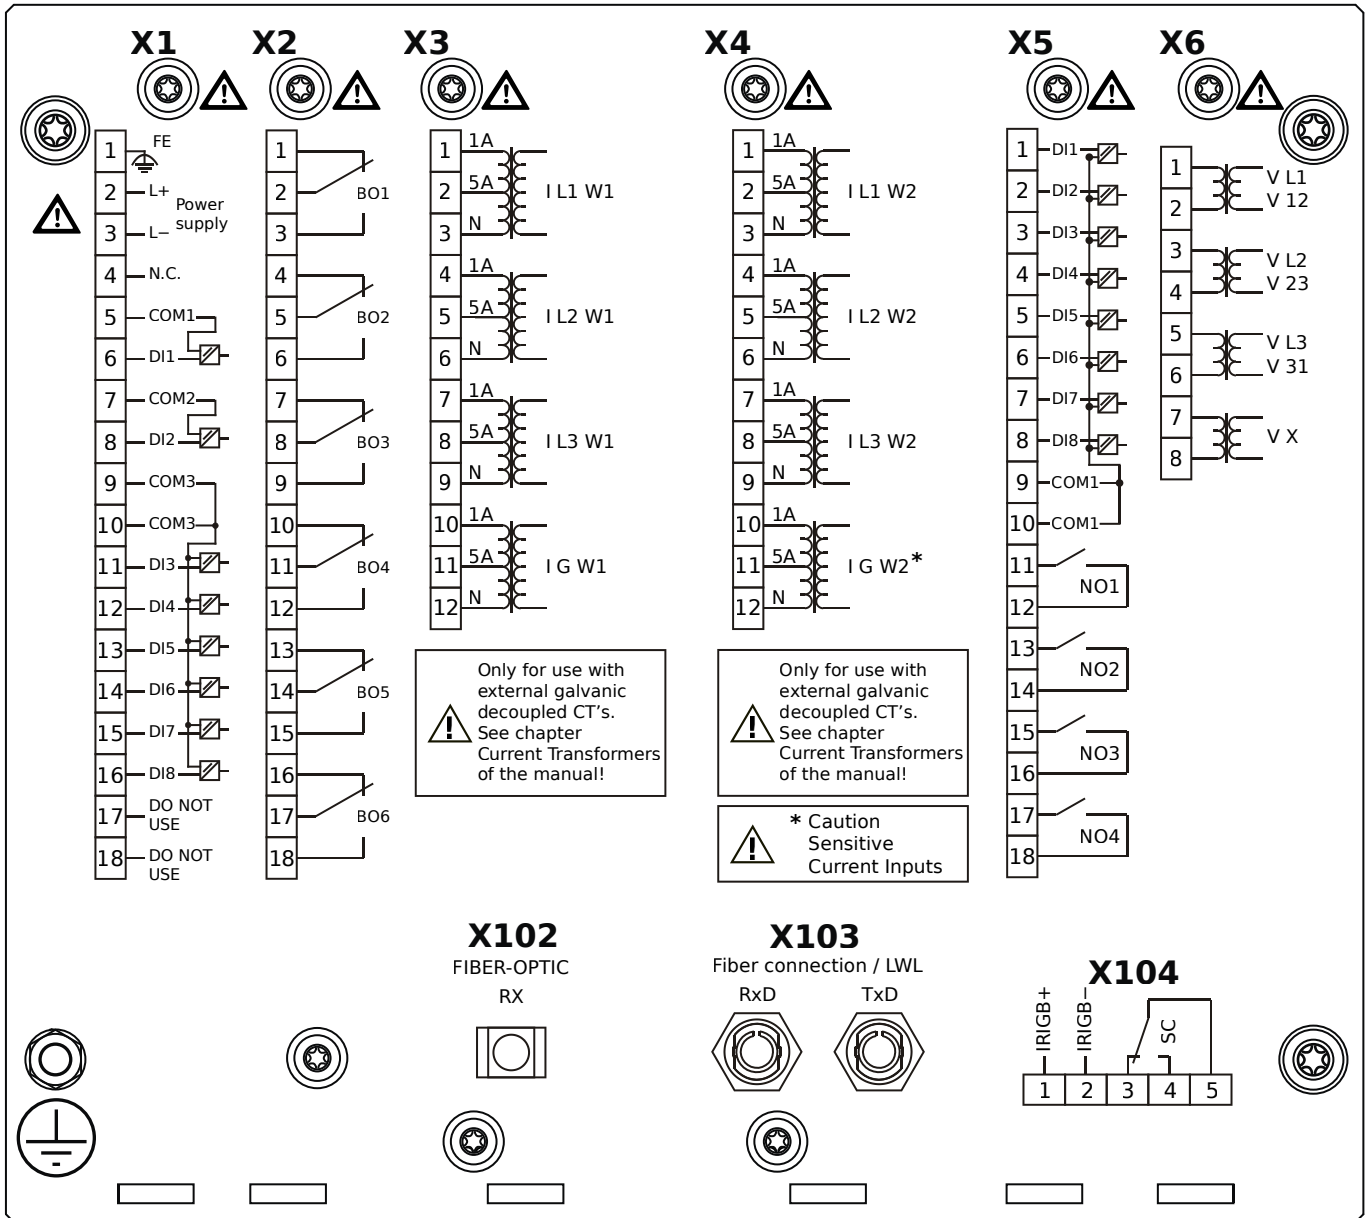 X1
1 FE
2 L+
Power
supply
3 L−
4 N.C.
5 COM1
6 DI1
7 COM2
8 DI2
9 COM3
10 COM3
11 DI3
12 DI4
13 DI5
14 DI6
15 DI7
16 DI8
17 DO NOT
USE
18 DO NOT
USE
X2
1
2 BO1
3
4
5 BO2
6
7
8 BO3
9
10
11 BO4
12
13
14 BO5
15
16
17 BO6
18
X3
1 1A
2 5A I L1 W1
3 N
4 1A
5 5A I L2 W1
6 N
7 1A
8 5A I L3 W1
9 N
10 1A
11 5A I G W1
12 N
Only for use with
external galvanic
decoupled CT's.
See chapter
Current Transformers
of the manual!
X4
1 1A
2 5A I L1 W2
3 N
4 1A
5 5A I L2 W2
6 N
7 1A
8 5A I L3 W2
9 N
10 1A
11 5A I G W2*
12 N
Only for use with
external galvanic
decoupled CT's.
See chapter
Current Transformers
of the manual!
* Caution
Sensitive
Current Inputs
X5
1 DI1
2 DI2
3 DI3
4 DI4
5 DI5
6 DI6
7 DI7
8 DI8
9 COM1
10 COM1
11
NO1
12
13
NO2
14
15
NO3
16
17
NO4
18
X6
1 V L1
2 V 12
3 V L2
4 V 23
5 V L3
6 V 31
7
V X
8
X102
FIBER-OPTIC
RX
X103
Fiber connection / LWL
RxD TxD
X104
IRIGB+
IRIGB−
SC
1 2 3 4 5